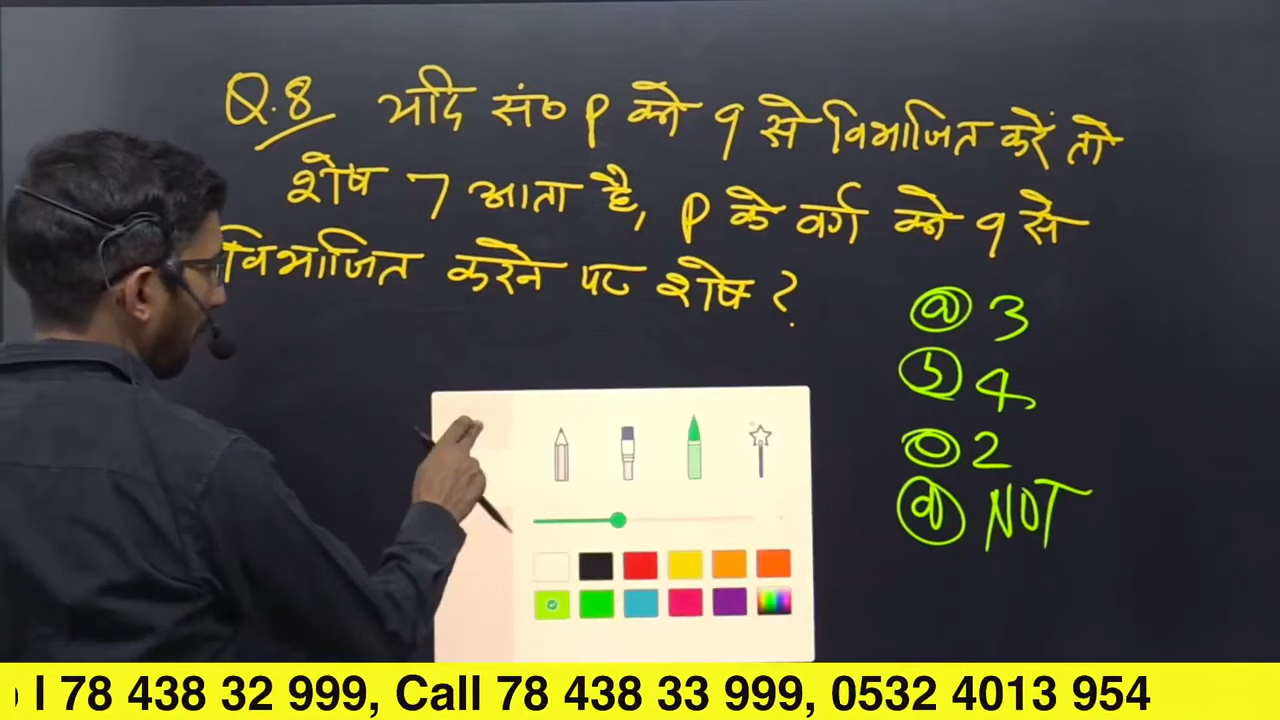 Q.8 यदि सं० P को 9 से विभाजित करें तो
शेष 7 आता है, P के वर्ग को 9 से
विभाजित करने पर शेष ?
ⓐ 3
ⓑ 4
ⓒ 2
ⓓ NOT
l 78 438 32 999, Call 78 438 33 999, 0532 4013 954